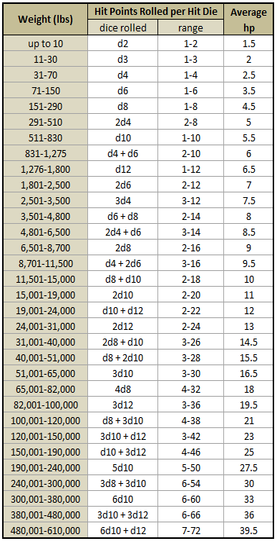 Weight (lbs) Hit Points Rolled per Hit Die Average hp
dice rolled range
up to 10 d2 1-2 1.5
11-30 d3 1-3 2
31-70 d4 1-4 2.5
71-150 d6 1-6 3.5
151-290 d8 1-8 4.5
291-510 2d4 2-8 5
511-830 d10 1-10 5.5
831-1,275 d4 + d6 2-10 6
1,276-1,800 d12 1-12 6.5
1,801-2,500 2d6 2-12 7
2,501-3,500 3d4 3-12 7.5
3,501-4,800 d6 + d8 2-14 8
4,801-6,500 2d4 + d6 3-14 8.5
6,501-8,700 2d8 2-16 9
8,701-11,500 d4 + 2d6 3-16 9.5
11,501-15,000 d8 + d10 2-18 10
15,001-19,000 2d10 2-20 11
19,001-24,000 d10 + d12 2-22 12
24,001-31,000 2d12 2-24 13
31,001-40,000 2d8 + d10 3-26 14.5
40,001-51,000 d8 + 2d10 3-28 15.5
51,001-65,000 3d10 3-30 16.5
65,001-82,000 4d8 4-32 18
82,001-100,000 3d12 3-36 19.5
100,001-120,000 d8 + 3d10 4-38 21
120,001-150,000 3d10 + d12 3-42 23
150,001-190,000 d10 + 3d12 4-46 25
190,001-240,000 5d10 5-50 27.5
240,001-300,000 3d8 + 3d10 6-54 30
300,001-380,000 6d10 6-60 33
380,001-480,000 3d10 + 3d12 6-66 36
480,001-610,000 6d10 + d12 7-72 39.5